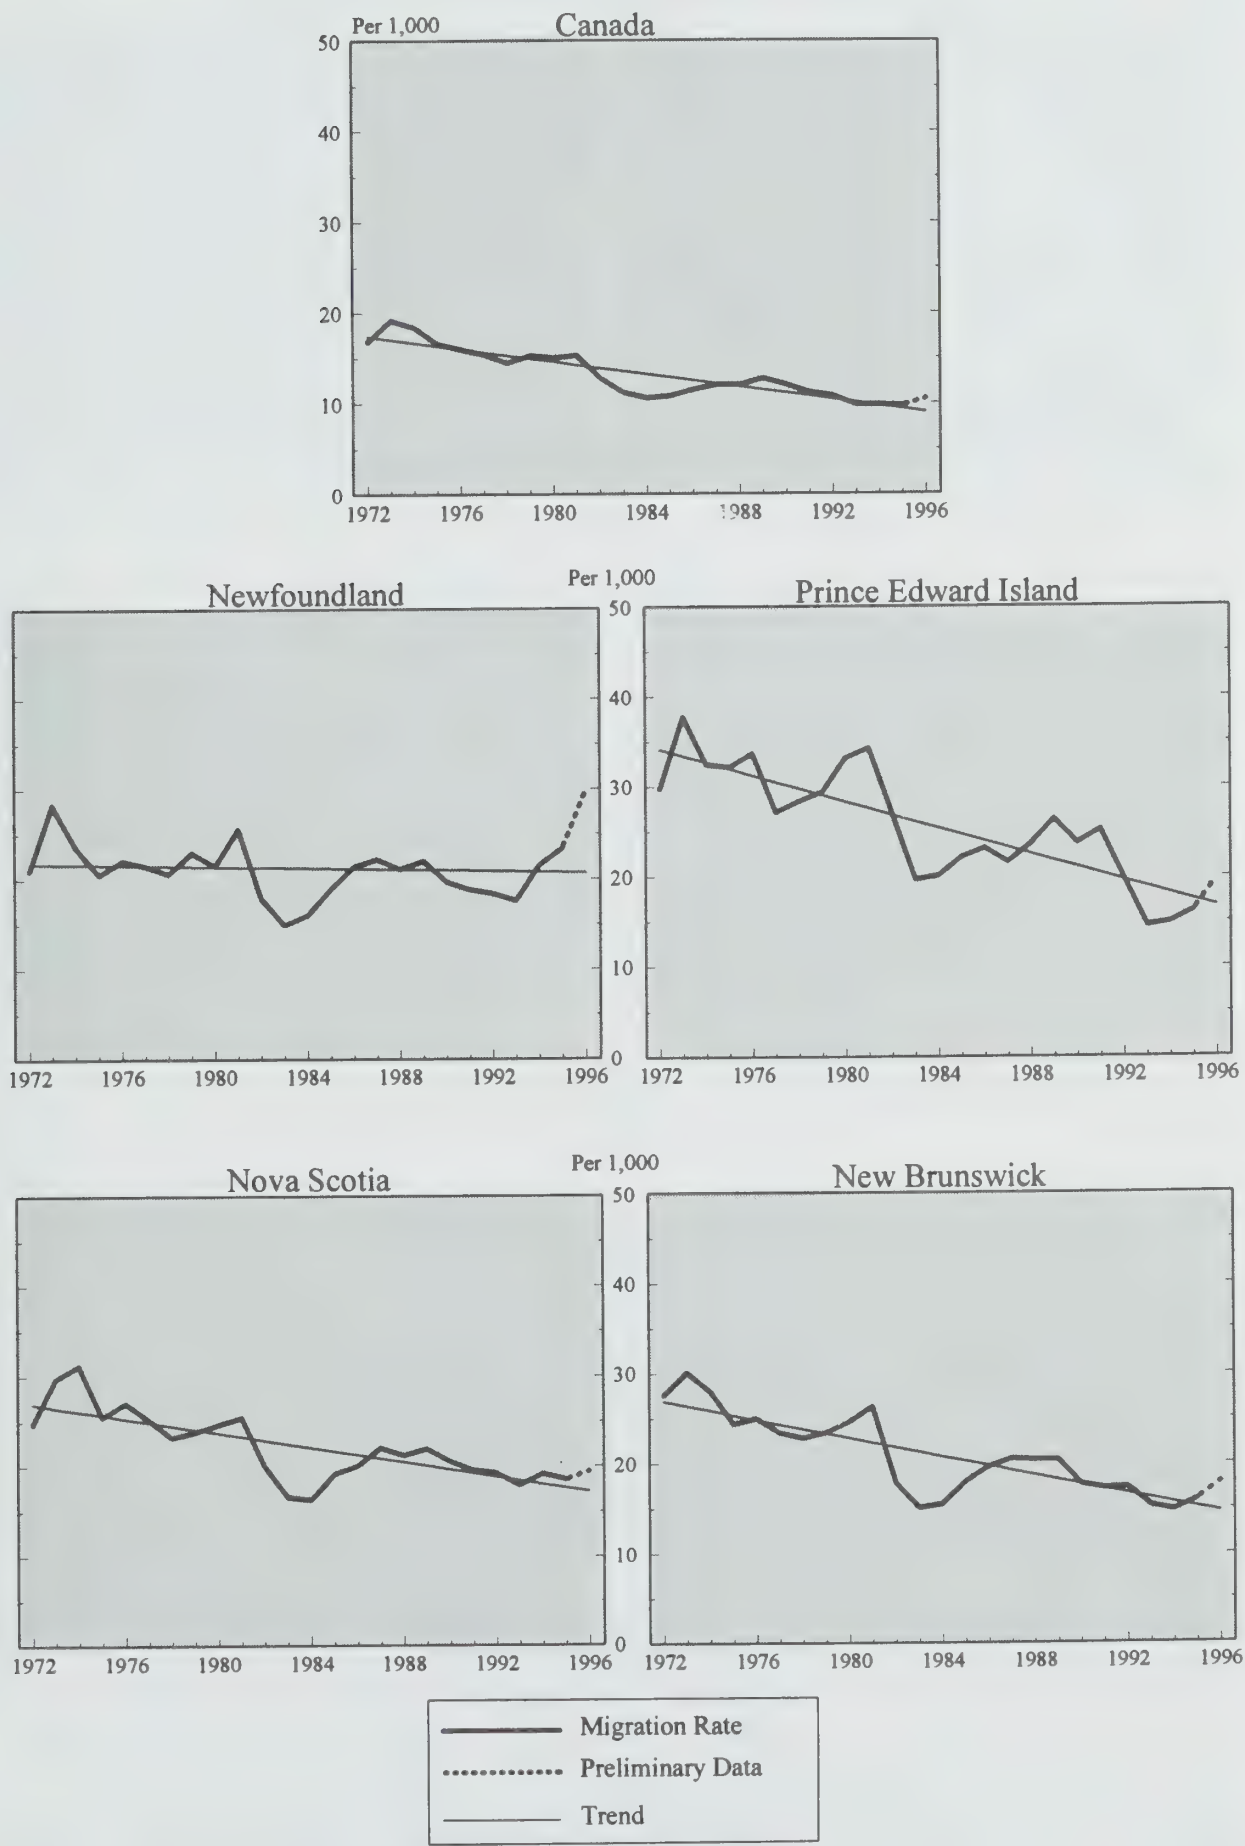 Per 1,000
Canada
50
40
30
20
10
0
1972 1976 1980 1984 1988 1992 1996
Newfoundland
1972 1976 1980 1984 1988 1992 1996
Per 1,000
Prince Edward Island
50
40
30
20
10
0
1972 1976 1980 1984 1988 1992 1996
Nova Scotia
1972 1976 1980 1984 1988 1992 1996
Per 1,000
New Brunswick
50
40
30
20
10
0
1972 1976 1980 1984 1988 1992 1996
Migration Rate
Preliminary Data
Trend